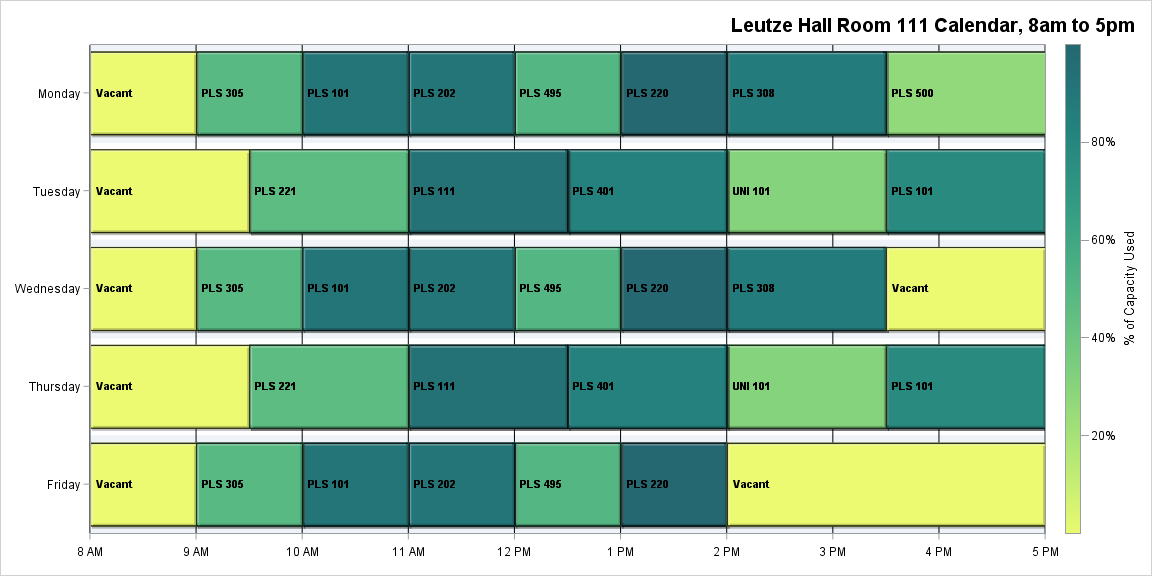 Leutze Hall Room 111 Calendar, 8am to 5pm
Monday
Vacant
PLS 305
PLS 101
PLS 202
PLS 495
PLS 220
PLS 308
PLS 500
Tuesday
Vacant
PLS 221
PLS 111
PLS 401
UNI 101
PLS 101
Wednesday
Vacant
PLS 305
PLS 101
PLS 202
PLS 495
PLS 220
PLS 308
Vacant
Thursday
Vacant
PLS 221
PLS 111
PLS 401
UNI 101
PLS 101
Friday
Vacant
PLS 305
PLS 101
PLS 202
PLS 495
PLS 220
Vacant
8 AM
9 AM
10 AM
11 AM
12 PM
1 PM
2 PM
3 PM
4 PM
5 PM
80%
60%
40%
20%
% of Capacity Used